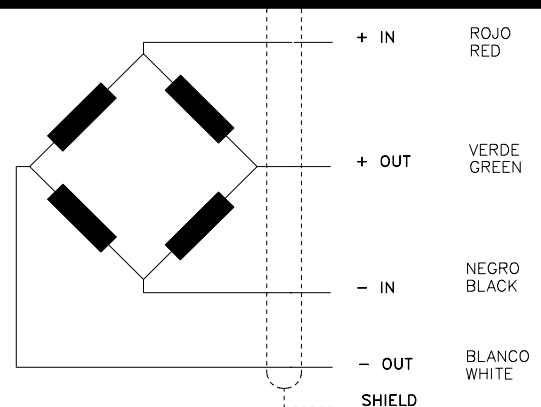 + IN ROJO
RED
+ OUT VERDE
GREEN
− IN NEGRO
BLACK
− OUT BLANCO
WHITE
SHIELD